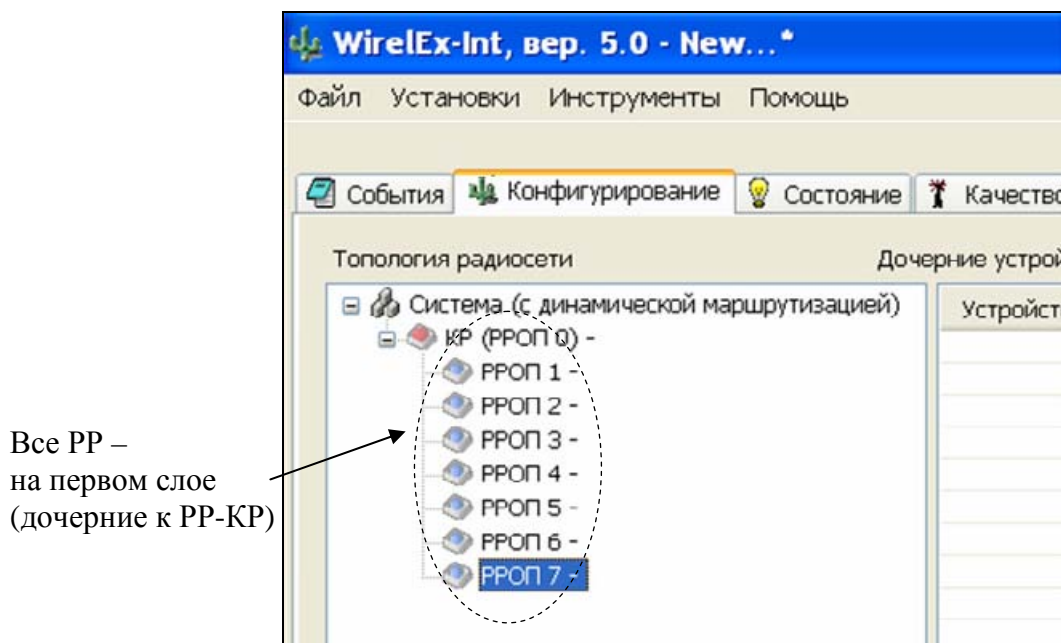 WirelEx-Int, вер. 5.0 - New...*
Файл Установки Инструменты Помощь
События Конфигурирование Состояние Качество
Топология радиосети Дочерние устрой
Система (с динамической маршрутизацией) Устройст
КР (РРОП 0) -
РРОП 1 -
РРОП 2 -
РРОП 3 -
РРОП 4 -
РРОП 5 -
РРОП 6 -
РРОП 7 -
Все РР –
на первом слое
(дочерние к РР-КР)